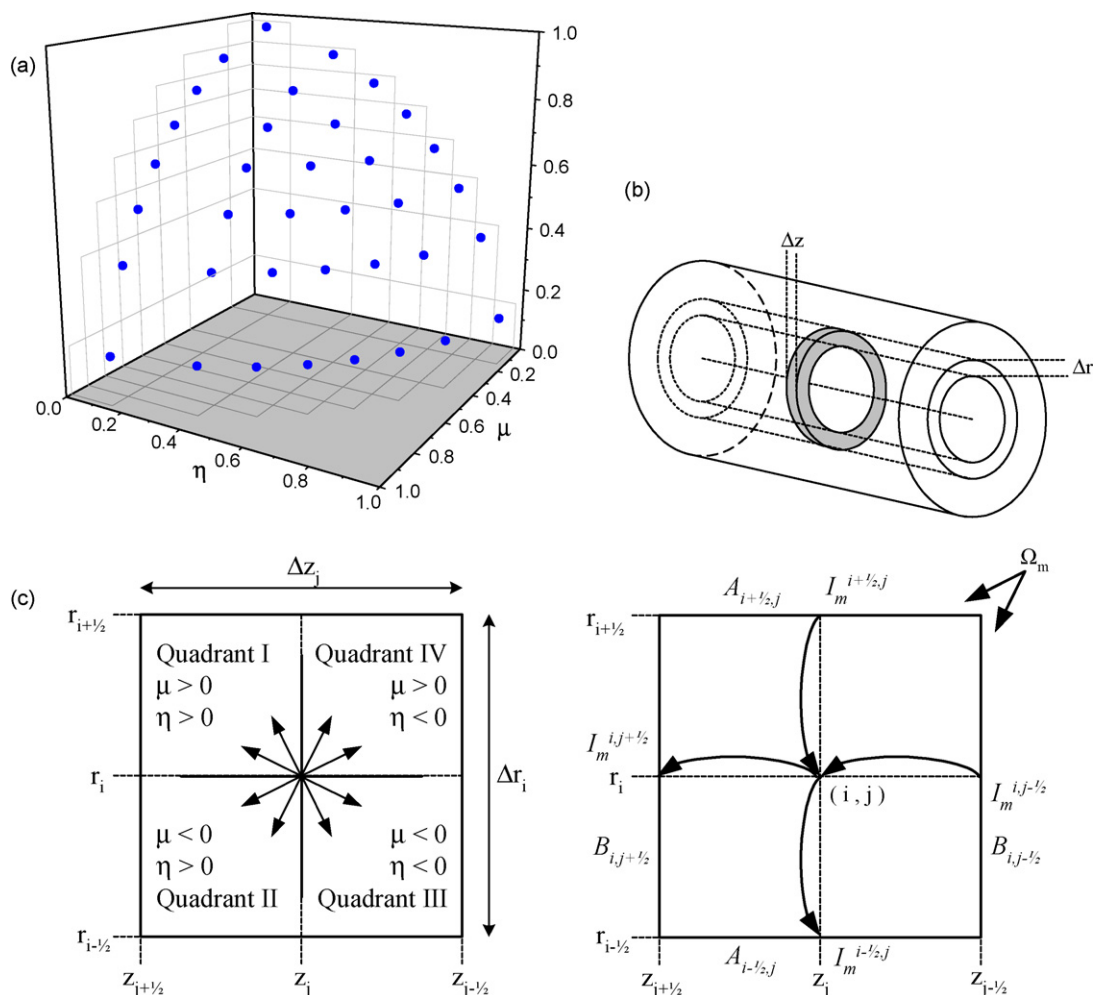 (a)
1.0
0.8
0.6
0.4
0.2
0.0
0.0
0.2
0.4
0.6
0.8
1.0
η
0.2
0.4
0.6
0.8
1.0
μ
(b)
Δz
Δr
(c)
Δz_j
r_{i+½}
Quadrant I
μ > 0
η > 0
Quadrant IV
μ > 0
η < 0
r_i
Δr_i
μ < 0
η > 0
Quadrant II
μ < 0
η < 0
Quadrant III
r_{i-½}
z_{j+½}
z_j
z_{j-½}
Ω_m
A_{i+½,j} I_m^{i+½,j}
r_{i+½}
I_m^{i,j+½}
r_i
(i,j)
I_m^{i,j-½}
B_{i,j+½}
B_{i,j-½}
r_{i-½}
A_{i-½,j} I_m^{i-½,j}
z_{j+½}
z_j
z_{j-½}